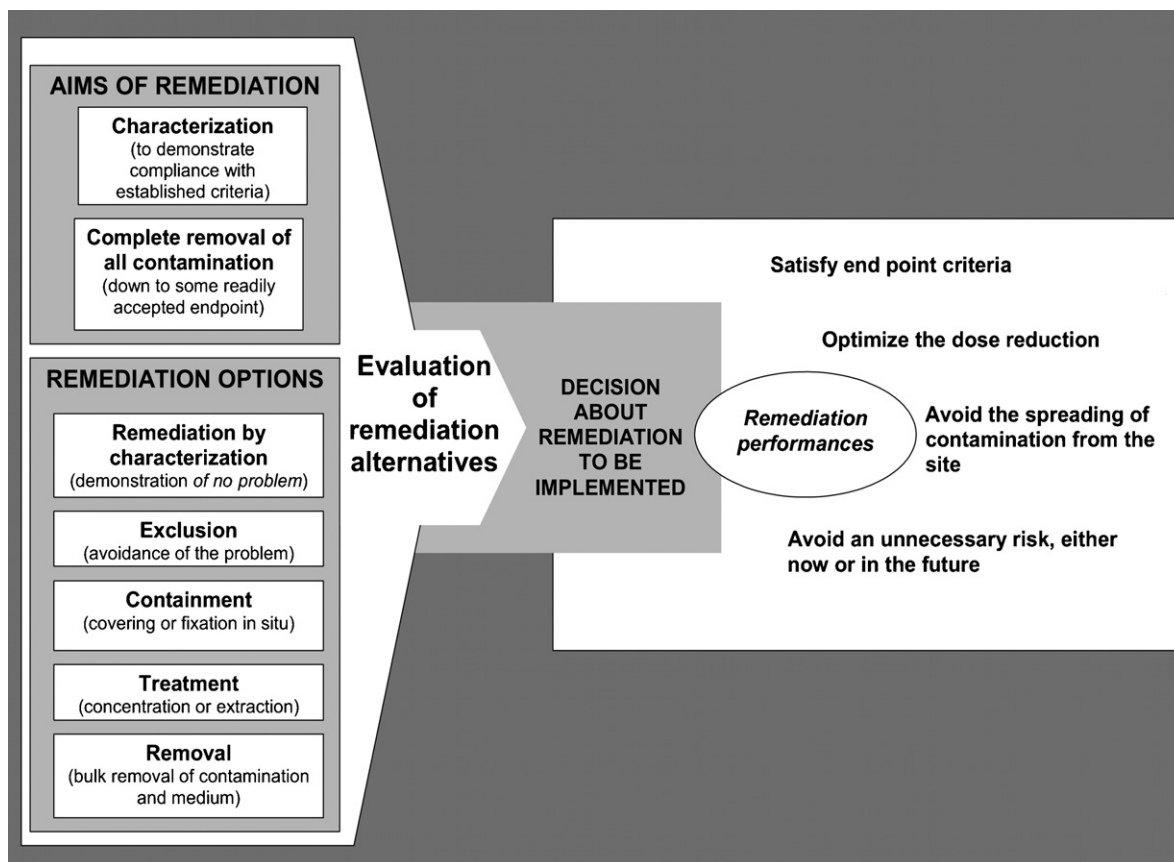 AIMS OF REMEDIATION
Characterization
(to demonstrate
compliance with
established criteria)
Complete removal of
all contamination
(down to some readily
accepted endpoint)
REMEDIATION OPTIONS
Remediation by
characterization
(demonstration of no problem)
Exclusion
(avoidance of the problem)
Containment
(covering or fixation in situ)
Treatment
(concentration or extraction)
Removal
(bulk removal of contamination
and medium)
Evaluation
of
remediation
alternatives
DECISION
ABOUT
REMEDIATION
TO BE
IMPLEMENTED
Remediation
performances
Satisfy end point criteria
Optimize the dose reduction
Avoid the spreading of
contamination from the
site
Avoid an unnecessary risk, either
now or in the future